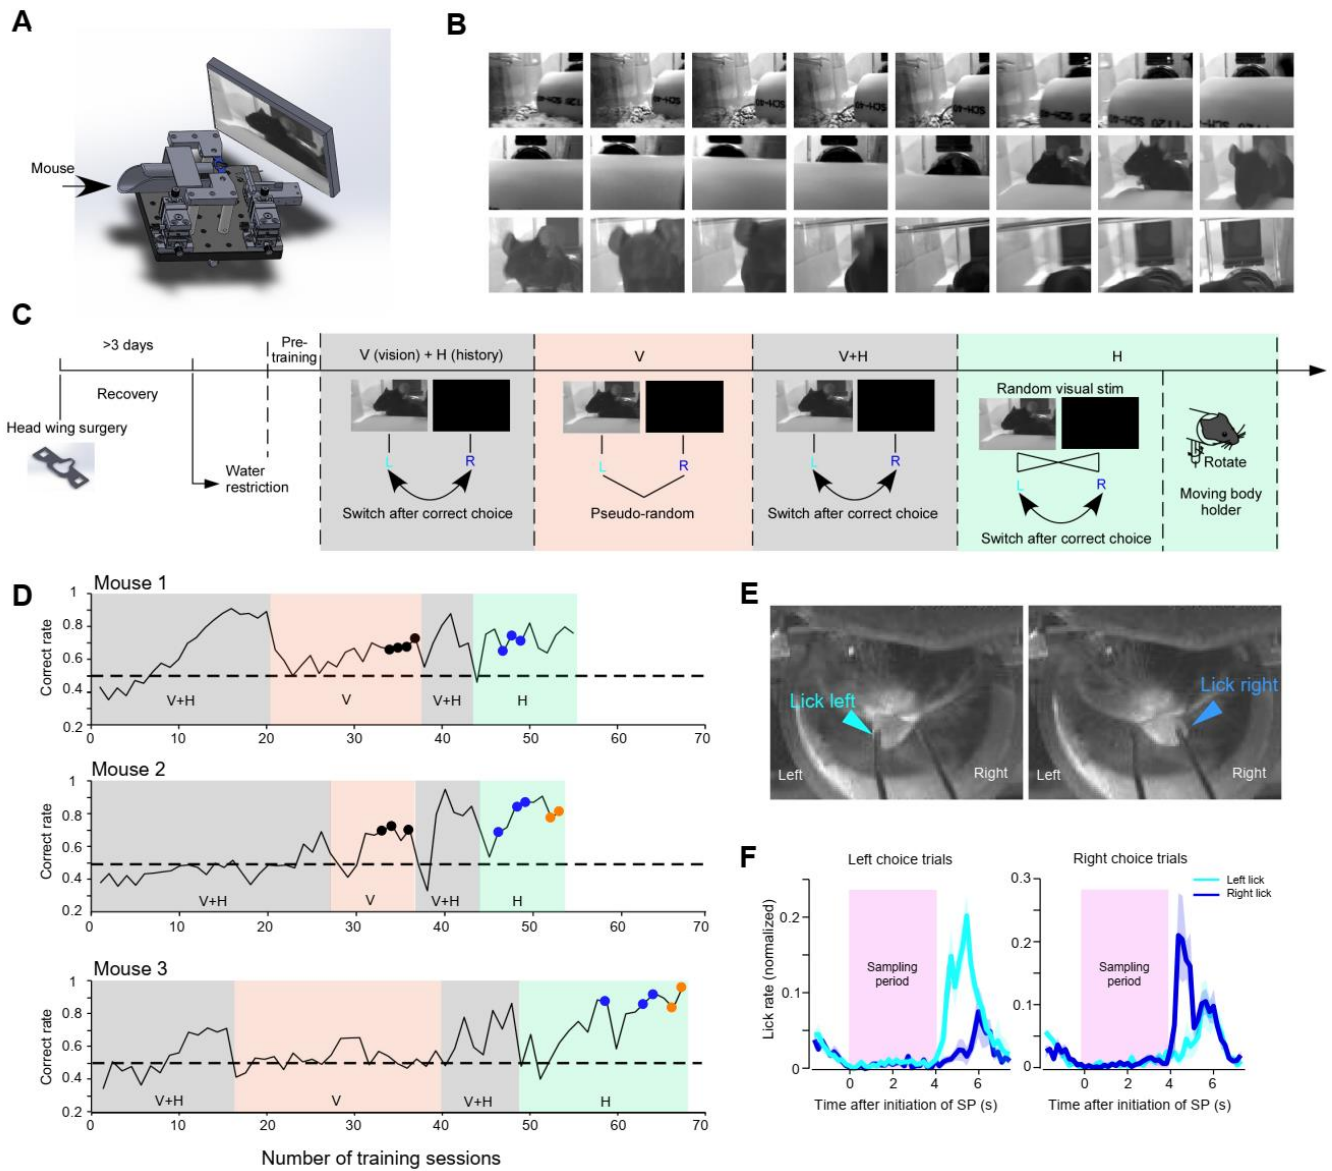 A
Mouse
B
SCH-40
C
>3 days
Recovery
Pre-
training
V (vision) + H (history)
V
V+H
H
Head wing surgery
Water
restriction
L
R
Switch after correct choice
L
R
Pseudo-random
L
R
Switch after correct choice
Random visual stim
L
R
Switch after correct choice
Rotate
Moving body
holder
D
Mouse 1
Correct rate
1
0.8
0.6
0.4
0.2
V+H
V
V+H
H
0
10
20
30
40
50
60
70
Mouse 2
Correct rate
1
0.8
0.6
0.4
0.2
V+H
V
V+H
H
0
10
20
30
40
50
60
70
Mouse 3
Correct rate
1
0.8
0.6
0.4
0.2
V+H
V
V+H
H
0
10
20
30
40
50
60
70
Number of training sessions
E
Lick left
Left
Right
Lick right
Left
Right
F
Left choice trials
Lick rate (normalized)
0.2
0.1
0
Sampling
period
0
2
4
6
Time after initiation of SP (s)
Right choice trials
0.3
0.2
0.1
0
Sampling
period
0
2
4
6
Time after initiation of SP (s)
Left lick
Right lick